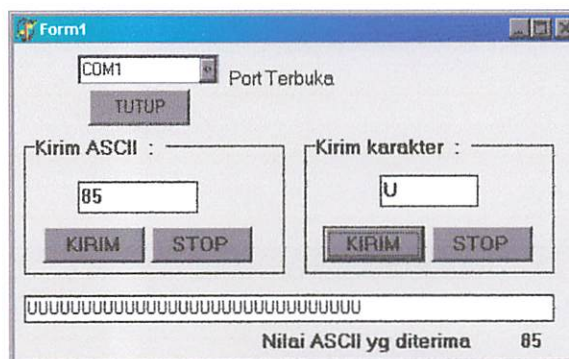 Form1
COM1
Port Terbuka
TUTUP
Kirim ASCII :
85
KIRIM STOP
Kirim karakter :
U
KIRIM STOP
UUUUUUUUUUUUUUUUUUUUUUUUUUUUUUU
Nilai ASCII yg diterima 85